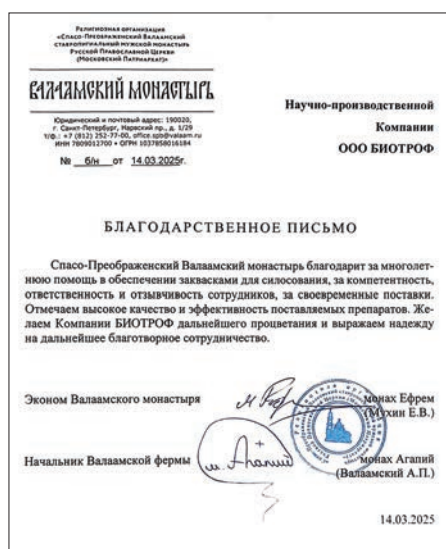 Религиозная организация
«Спасо-Преображенский Валаамский
ставропигиальный мужской монастырь
Русской Православной Церкви
(Московский Патриархат)»
ВАЛААМСКИЙ МОНАСТЫРЬ
Юридический и почтовый адрес: 190020,
г. Санкт-Петербург, Нарвский пр., д. 1/29
т/ф.: +7 (812) 252-77-00, office.spb@valaam.ru
ИНН 7809012700 • ОГРН 1037858016184
№ б/н от 14.03.2025г.
Научно-производственной
Компании
ООО БИОТРОФ
БЛАГОДАРСТВЕННОЕ ПИСЬМО
Спасо-Преображенский Валаамский монастырь благодарит за многолет-
нюю помощь в обеспечении заквасками для силосования, за компетентность,
ответственность и отзывчивость сотрудников, за своевременные поставки.
Отмечаем высокое качество и эффективность поставляемых препаратов. Же-
лаем Компании БИОТРОФ дальнейшего процветания и выражаем надежду
на дальнейшее благотворное сотрудничество.
Эконом Валаамского монастыря
монах Ефрем
(Мухин Е.В.)
Начальник Валаамской фермы
м. Агапий
монах Агапий
(Валаамский А.П.)
14.03.2025